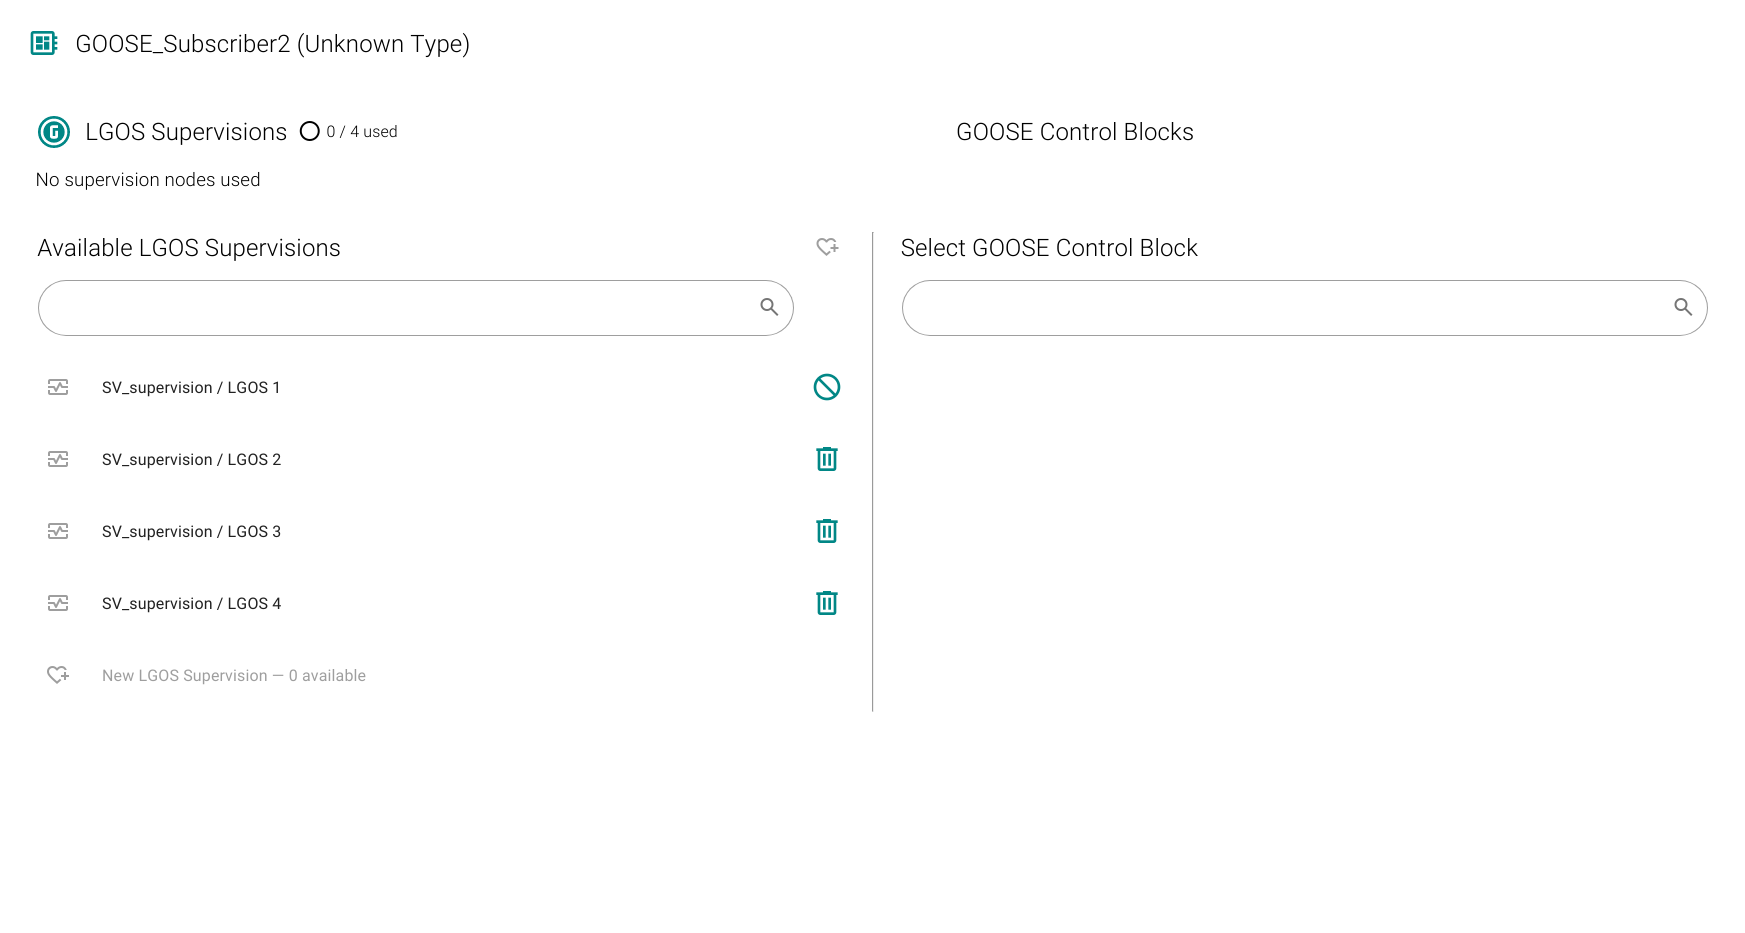 GOOSE_Subscriber2 (Unknown Type)
LGOS Supervisions 0 / 4 used
GOOSE Control Blocks
No supervision nodes used
Available LGOS Supervisions
SV_supervision / LGOS 1
SV_supervision / LGOS 2
SV_supervision / LGOS 3
SV_supervision / LGOS 4
New LGOS Supervision — 0 available
Select GOOSE Control Block